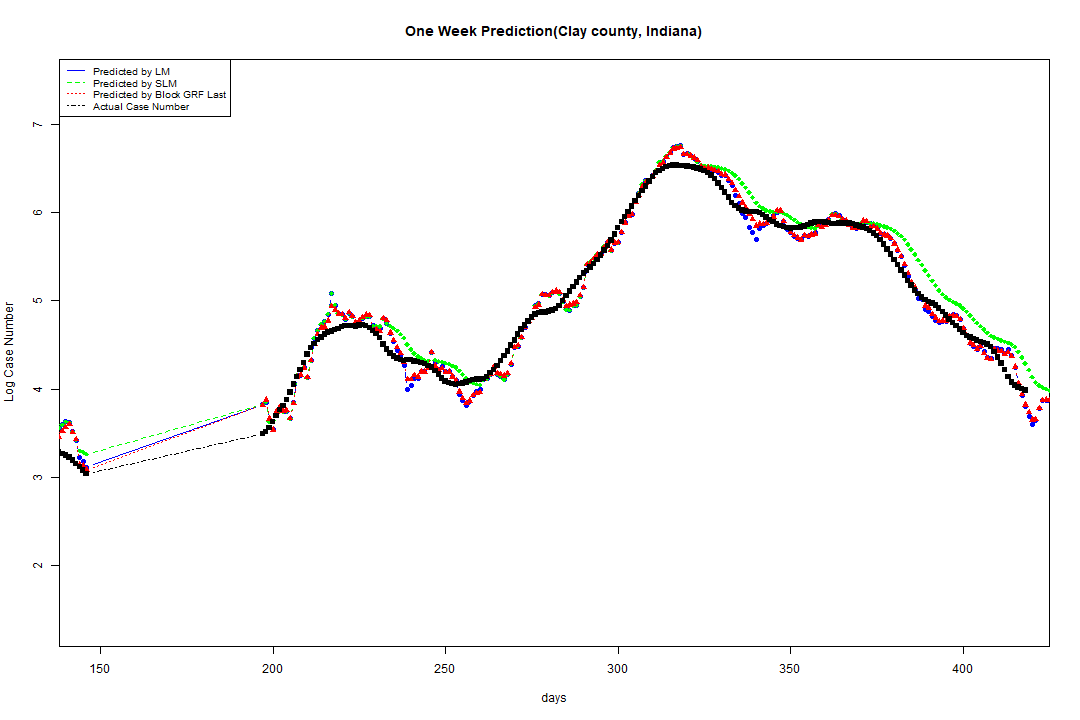 One Week Prediction(Clay county, Indiana)
Predicted by LM
Predicted by SLM
Predicted by Block GRF Last
Actual Case Number
7
6
5
4
3
2
Log Case Number
150 200 250 300 350 400
days